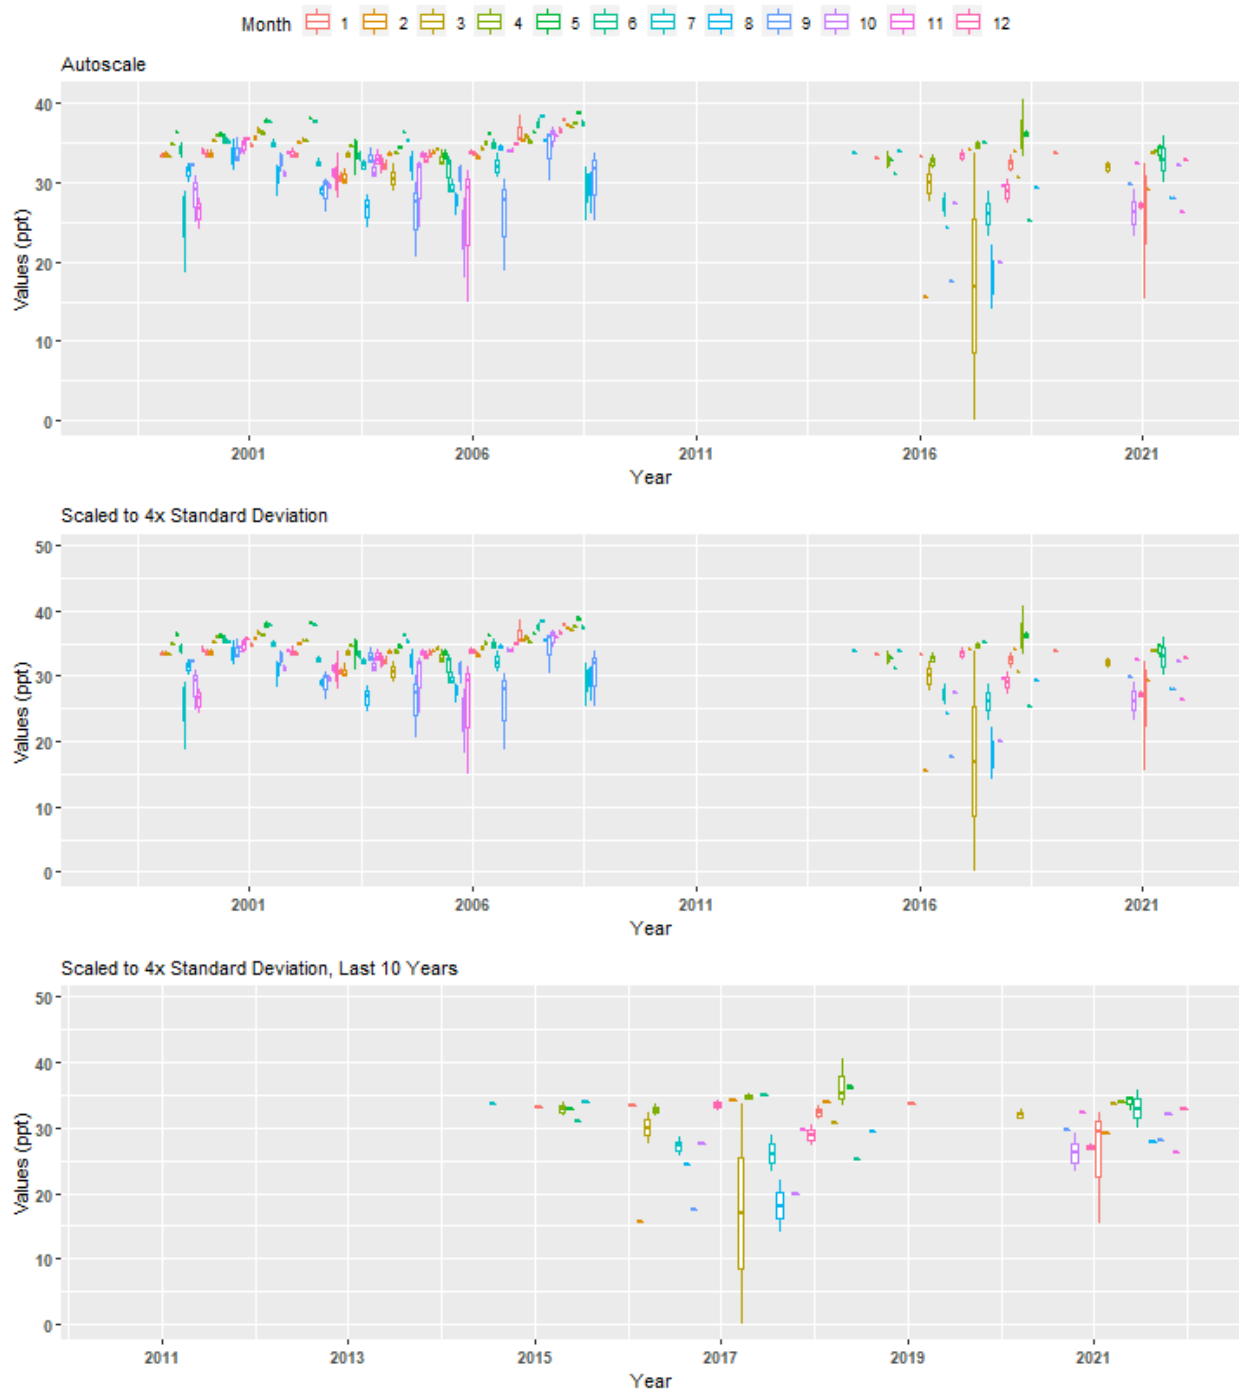 Month 1 2 3 4 5 6 7 8 9 10 11 12
Autoscale
40
30
20
10
0
Values (ppt)
2001 2006 2011 2016 2021
Year
Scaled to 4x Standard Deviation
50
40
30
20
10
0
Values (ppt)
2001 2006 2011 2016 2021
Year
Scaled to 4x Standard Deviation, Last 10 Years
50
40
30
20
10
0
Values (ppt)
2011 2013 2015 2017 2019 2021
Year